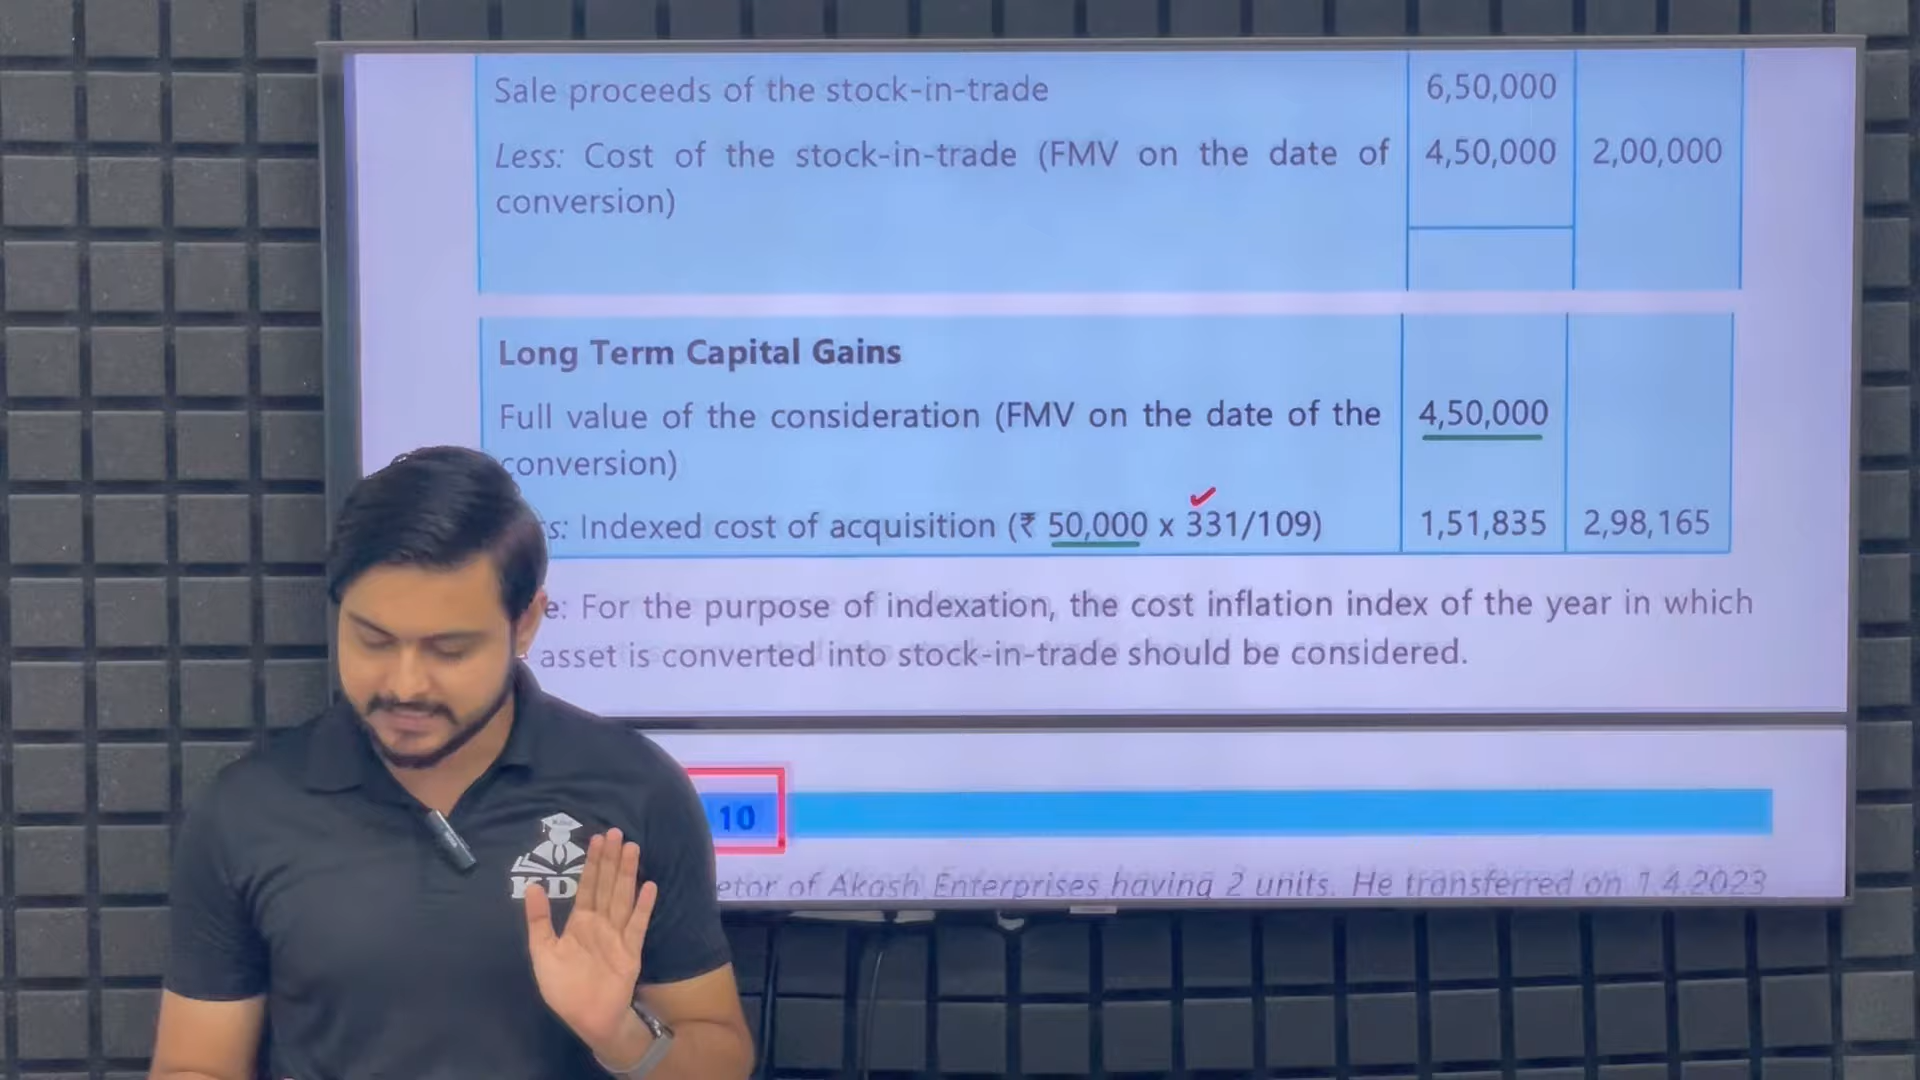 Sale proceeds of the stock-in-trade 6,50,000
Less: Cost of the stock-in-trade (FMV on the date of 4,50,000 2,00,000
conversion)
Long Term Capital Gains
Full value of the consideration (FMV on the date of the 4,50,000
conversion)
s: Indexed cost of acquisition (₹ 50,000 x 331/109) 1,51,835 2,98,165
e: For the purpose of indexation, the cost inflation index of the year in which
asset is converted into stock-in-trade should be considered.
10
etor of Akash Enterprises having 2 units. He transferred on 1.4.2023
KD